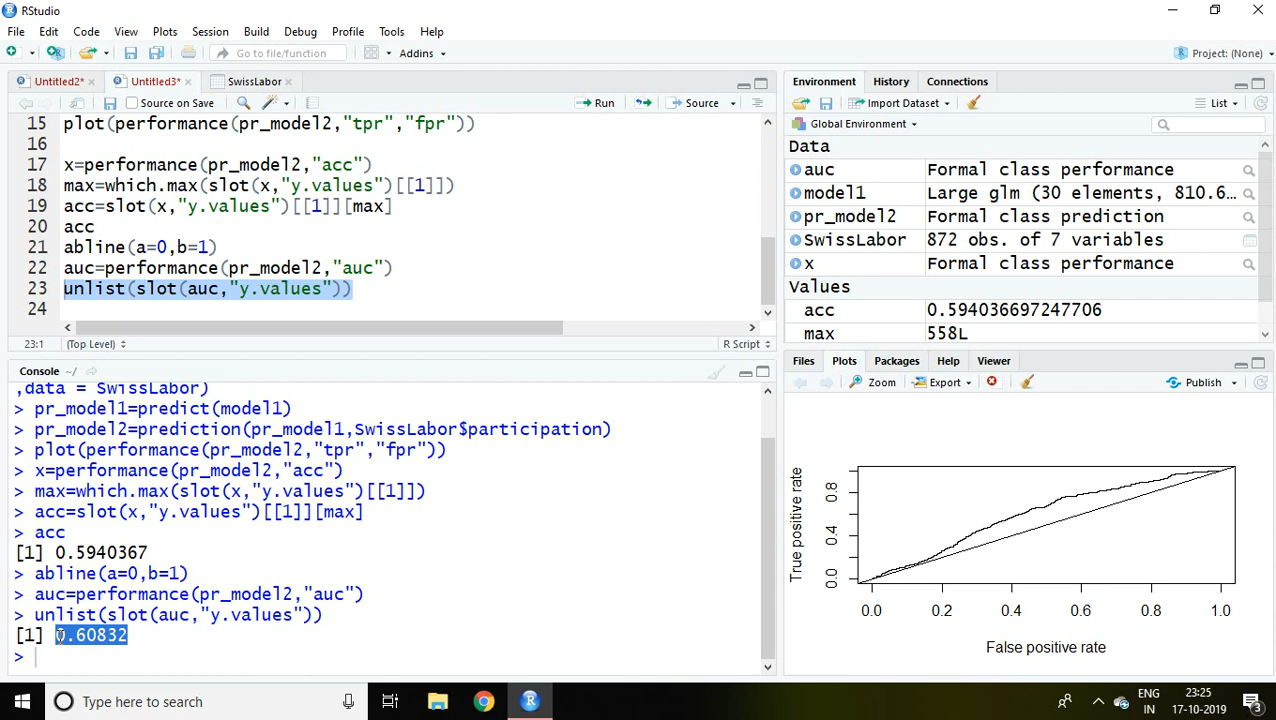 RStudio
File Edit Code View Plots Session Build Debug Profile Tools Help
Go to file/function Addins Project: (None)
Untitled2* Untitled3* SwissLabor
Source on Save Run Source
15 plot(performance(pr_model2,"tpr","fpr"))
16
17 x=performance(pr_model2,"acc")
18 max=which.max(slot(x,"y.values")[[1]])
19 acc=slot(x,"y.values")[[1]][max]
20 acc
21 abline(a=0,b=1)
22 auc=performance(pr_model2,"auc")
23 unlist(slot(auc,"y.values"))
24
23:1 (Top Level) R Script
Console ~/
,data = SwissLabor)
> pr_model1=predict(model1)
> pr_model2=prediction(pr_model1,SwissLabor$participation)
> plot(performance(pr_model2,"tpr","fpr"))
> x=performance(pr_model2,"acc")
> max=which.max(slot(x,"y.values")[[1]])
> acc=slot(x,"y.values")[[1]][max]
> acc
[1] 0.5940367
> abline(a=0,b=1)
> auc=performance(pr_model2,"auc")
> unlist(slot(auc,"y.values"))
[1] 0.60832
>
Environment History Connections
Import Dataset List
Global Environment
Data
auc Formal class performance
model1 Large glm (30 elements, 810.6…
pr_model2 Formal class prediction
SwissLabor 872 obs. of 7 variables
x Formal class performance
Values
acc 0.594036697247706
max 558L
Files Plots Packages Help Viewer
Zoom Export Publish
True positive rate
0.8
0.4
0.0
0.0 0.2 0.4 0.6 0.8 1.0
False positive rate
Type here to search
ENG 23:25
IN 17-10-2019
3